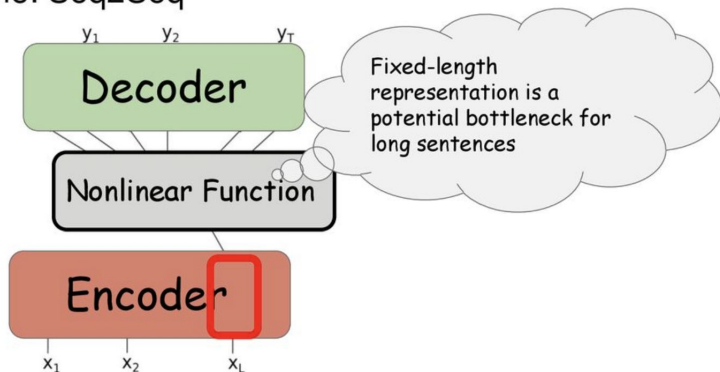 y1 y2 yT
Decoder
Fixed-length
representation is a
potential bottleneck for
long sentences
Nonlinear Function
Encoder
x1 x2 xL